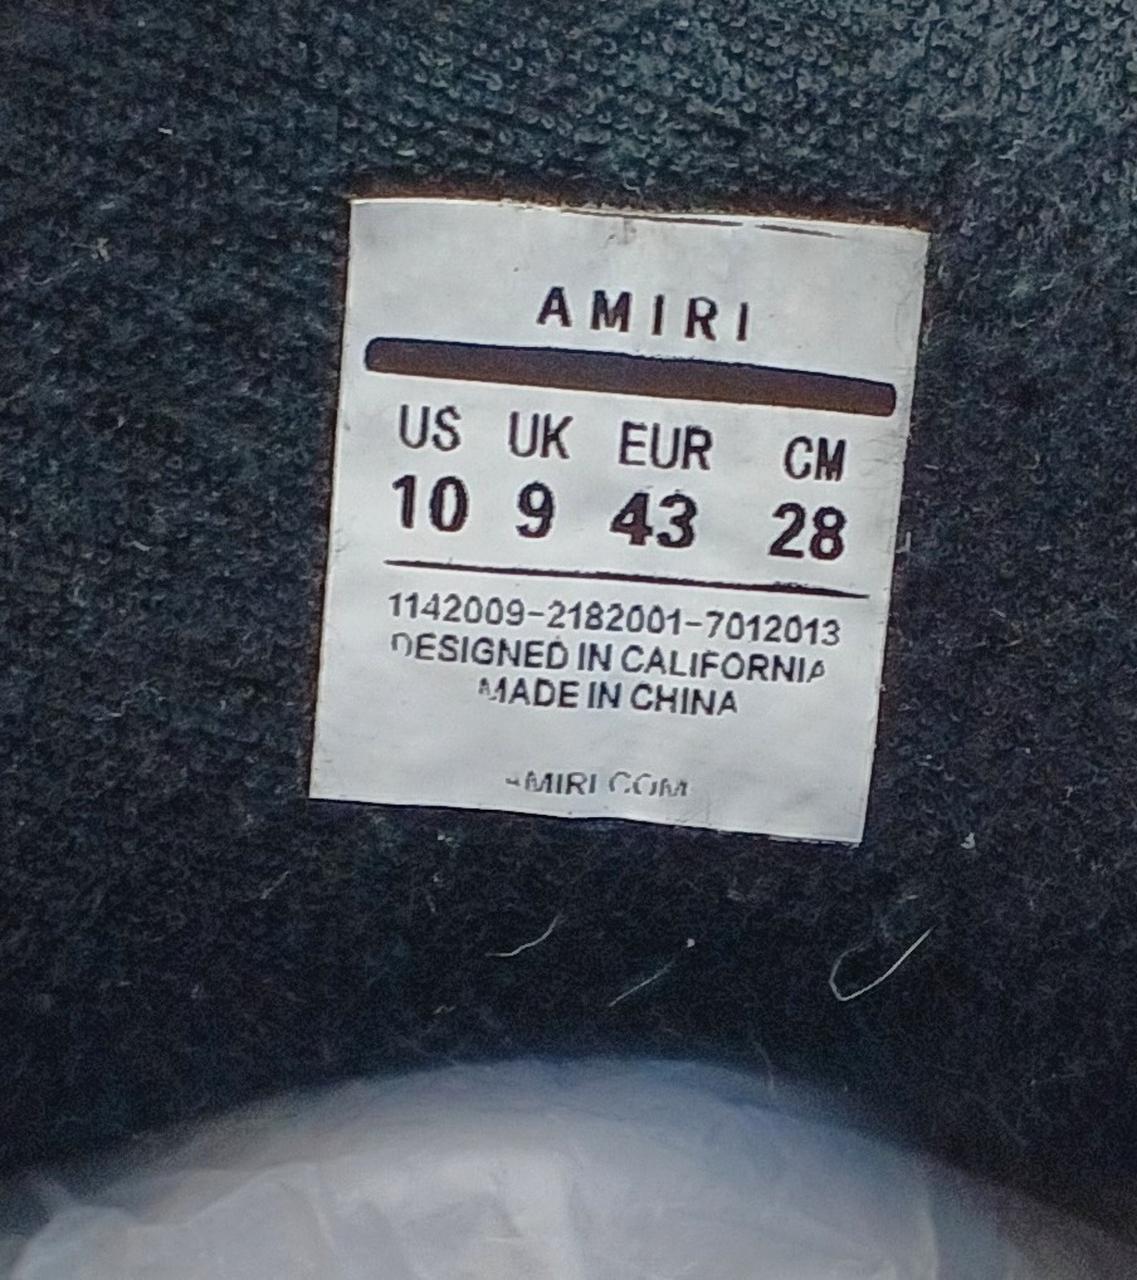 AMIRI
US UK EUR CM
10 9 43 28
1142009-2182001-7012013
DESIGNED IN CALIFORNIA
MADE IN CHINA
AMIRI.COM